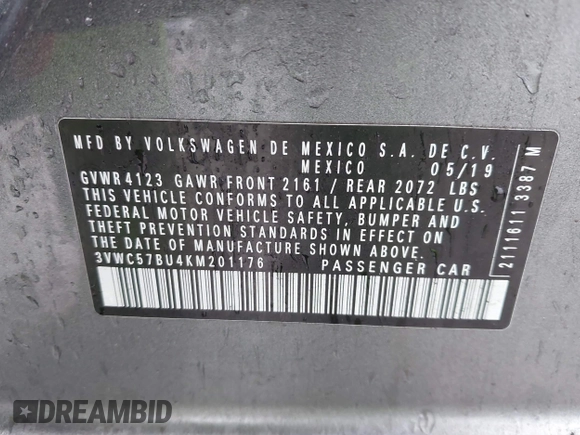 MFD BY VOLKSWAGEN DE MEXICO S.A. DE C.V.
MEXICO 05/19
GVWR 4123 GAWR FRONT 2161 / REAR 2072 LBS
THIS VEHICLE CONFORMS TO ALL APPLICABLE U.S.
FEDERAL MOTOR VEHICLE SAFETY, BUMPER AND
THEFT PREVENTION STANDARDS IN EFFECT ON
THE DATE OF MANUFACTURE SHOWN ABOVE.
3VWC57BU4KM201176 PASSENGER CAR
21116113387 M
DREAMBID